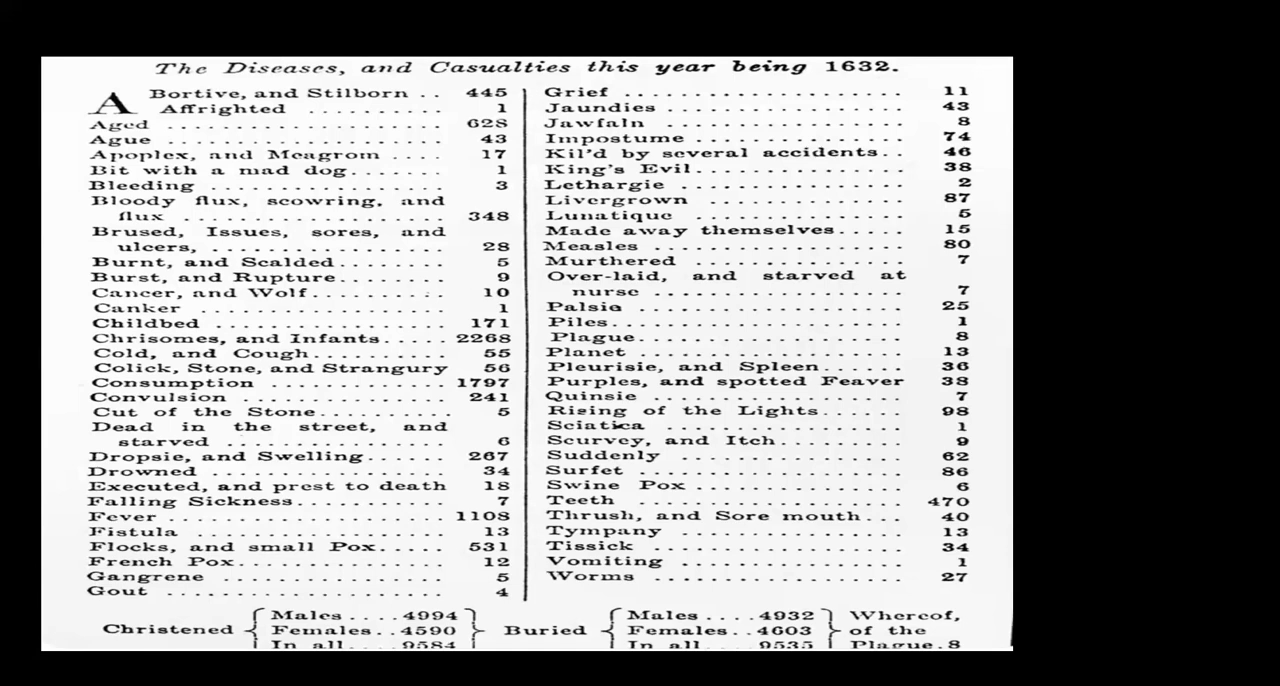 The Diseases, and Casualties this year being 1632.
ABortive, and Stilborn .. 445
Affrighted .......... 1
Aged .................... 628
Ague .................... 43
Apoplex, and Meagrom .... 17
Bit with a mad dog....... 1
Bleeding ................ 3
Bloody flux, scowring, and
flux .................. 348
Brused, Issues, sores, and
ulcers, ................ 28
Burnt, and Scalded........ 5
Burst, and Rupture........ 9
Cancer, and Wolf.......... 10
Canker .................. 1
Childbed ................ 171
Chrisomes, and Infants..... 2268
Cold, and Cough.......... 55
Colick, Stone, and Strangury 56
Consumption ............ 1797
Convulsion .............. 241
Cut of the Stone.......... 5
Dead in the street, and
starved .............. 6
Dropsie, and Swelling...... 267
Drowned ................ 34
Executed, and prest to death 18
Falling Sickness........... 7
Fever .................... 1108
Fistula .................. 13
Flocks, and small Pox..... 531
French Pox............... 12
Gangrene ................ 5
Gout .................... 4
Grief .................... 11
Jaundies ................ 43
Jawfaln ................ 8
Impostume .............. 74
Kil'd by several accidents.. 46
King's Evil.............. 38
Lethargie .............. 2
Livergrown .............. 87
Lunatique .............. 5
Made away themselves..... 15
Measles ................ 80
Murthered .............. 7
Over-laid, and starved at
nurse .................. 7
Palsie .................. 25
Piles.................... 1
Plague.................. 8
Planet .................. 13
Pleurisie, and Spleen...... 36
Purples, and spotted Feaver 38
Quinsie ................ 7
Rising of the Lights...... 98
Sciatica ................ 1
Scurvey, and Itch......... 9
Suddenly .............. 62
Surfet .................. 86
Swine Pox .............. 6
Teeth .................. 470
Thrush, and Sore mouth... 40
Tympany .............. 13
Tissick ................ 34
Vomiting .............. 1
Worms ................ 27
Christened { Males ....4994
Females..4590
In all....9584 }
Buried { Males ....4932
Females..4603
In all....9535 }
Whereof,
of the
Plague.8